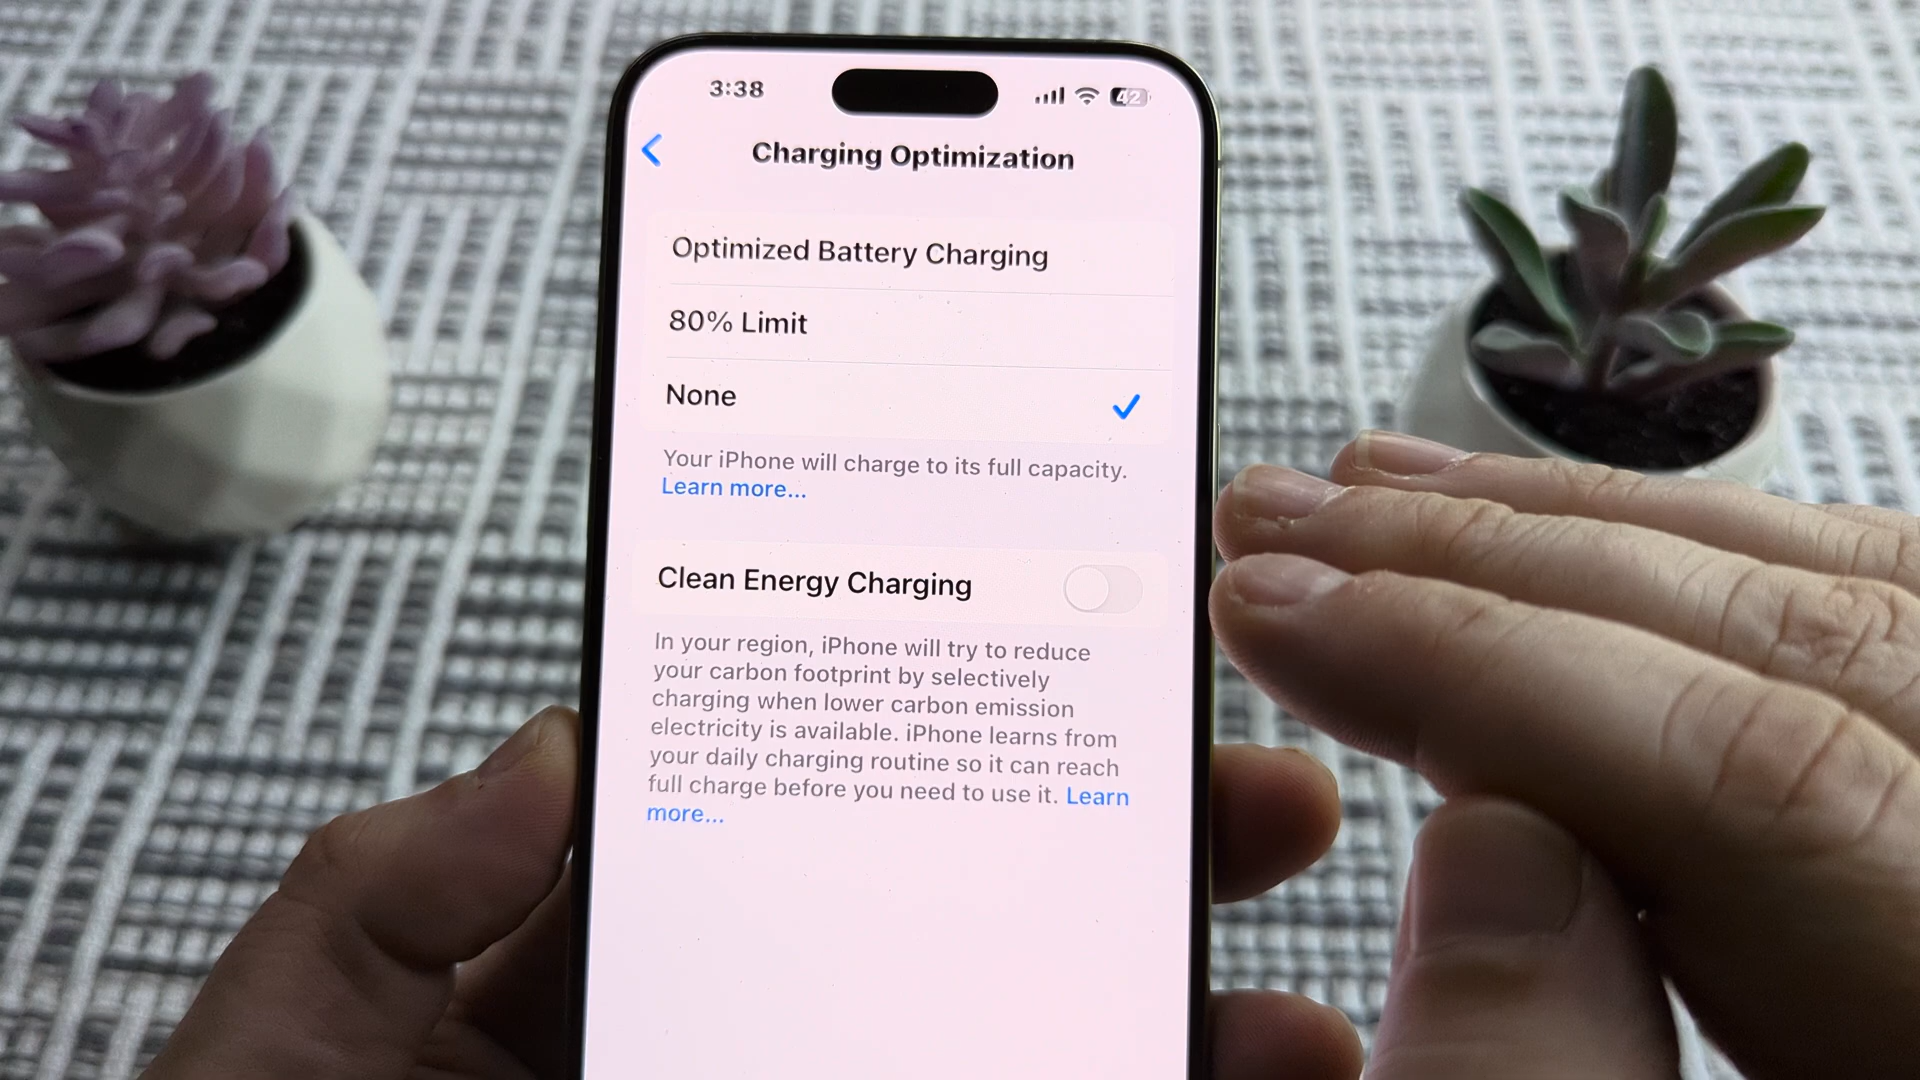 3:38
42
Charging Optimization
Optimized Battery Charging
80% Limit
None
Your iPhone will charge to its full capacity.
Learn more...
Clean Energy Charging
In your region, iPhone will try to reduce
your carbon footprint by selectively
charging when lower carbon emission
electricity is available. iPhone learns from
your daily charging routine so it can reach
full charge before you need to use it. Learn
more...